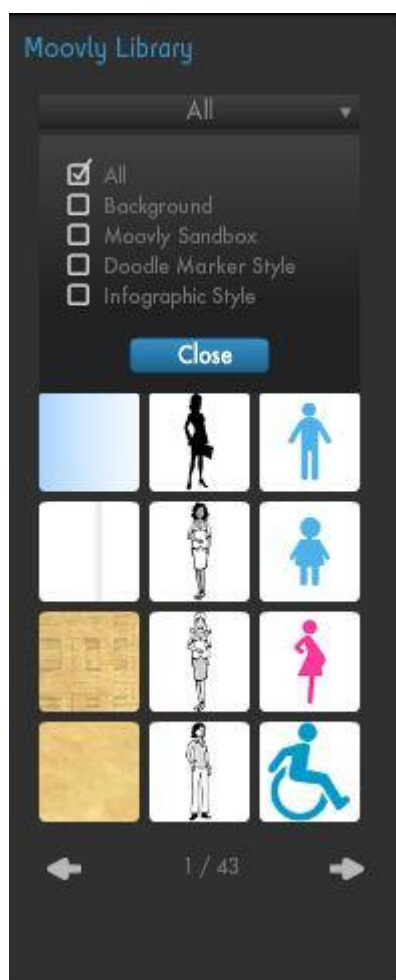 Moovly Library
All
All
Background
Moovly Sandbox
Doodle Marker Style
Infographic Style
Close
1 / 43